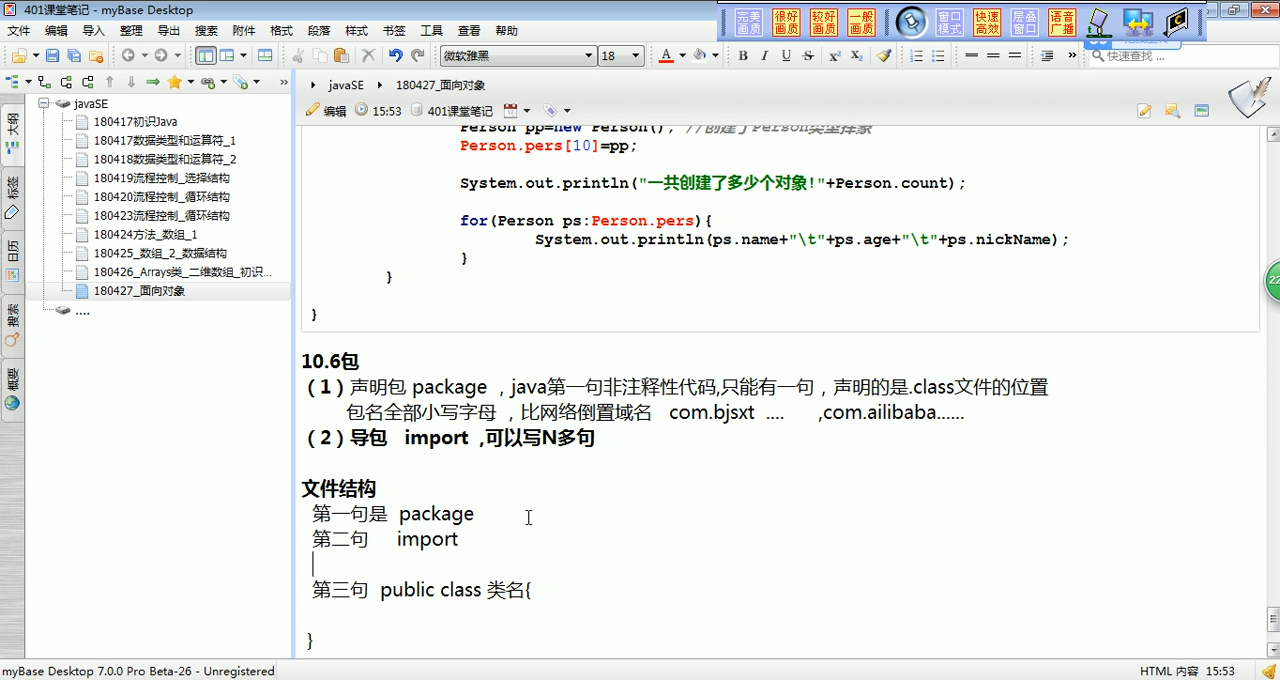 401课堂笔记 - myBase Desktop
完美画质 很好画质 较好画质 一般画质 窗口模式 快速高效 层叠窗口 语音广播
文件 编辑 导入 整理 导出 搜索 附件 格式 段落 样式 书签 工具 查看 帮助
微软雅黑 18 B I U S X² X₂ 快速查找 ...
javaSE
180417初识Java
180417数据类型和运算符_1
180418数据类型和运算符_2
180419流程控制_选择结构
180420流程控制_循环结构
180423流程控制_循环结构
180424方法_数组_1
180425_数组_2_数据结构
180426_Arrays类_二维数组_初识...
180427_面向对象
....
大纲
标签
日历
搜索
概要
javaSE 180427_面向对象
编辑 15:53 401课堂笔记
Person pp=new Person(); //创建了Person类型
Person.pers[10]=pp;
System.out.println("一共创建了多少个对象!"+Person.count);
for(Person ps:Person.pers){
System.out.println(ps.name+"\t"+ps.age+"\t"+ps.nickName);
}
}
}
10.6包
（1）声明包 package ，java第一句非注释性代码,只能有一句，声明的是.class文件的位置
包名全部小写字母 ，比网络倒置域名 com.bjsxt .... ,com.ailibaba......
（2）导包 import ,可以写N多句
文件结构
第一句是 package
第二句 import
第三句 public class 类名{
}
22
myBase Desktop 7.0.0 Pro Beta-26 - Unregistered
HTML 内容 15:53